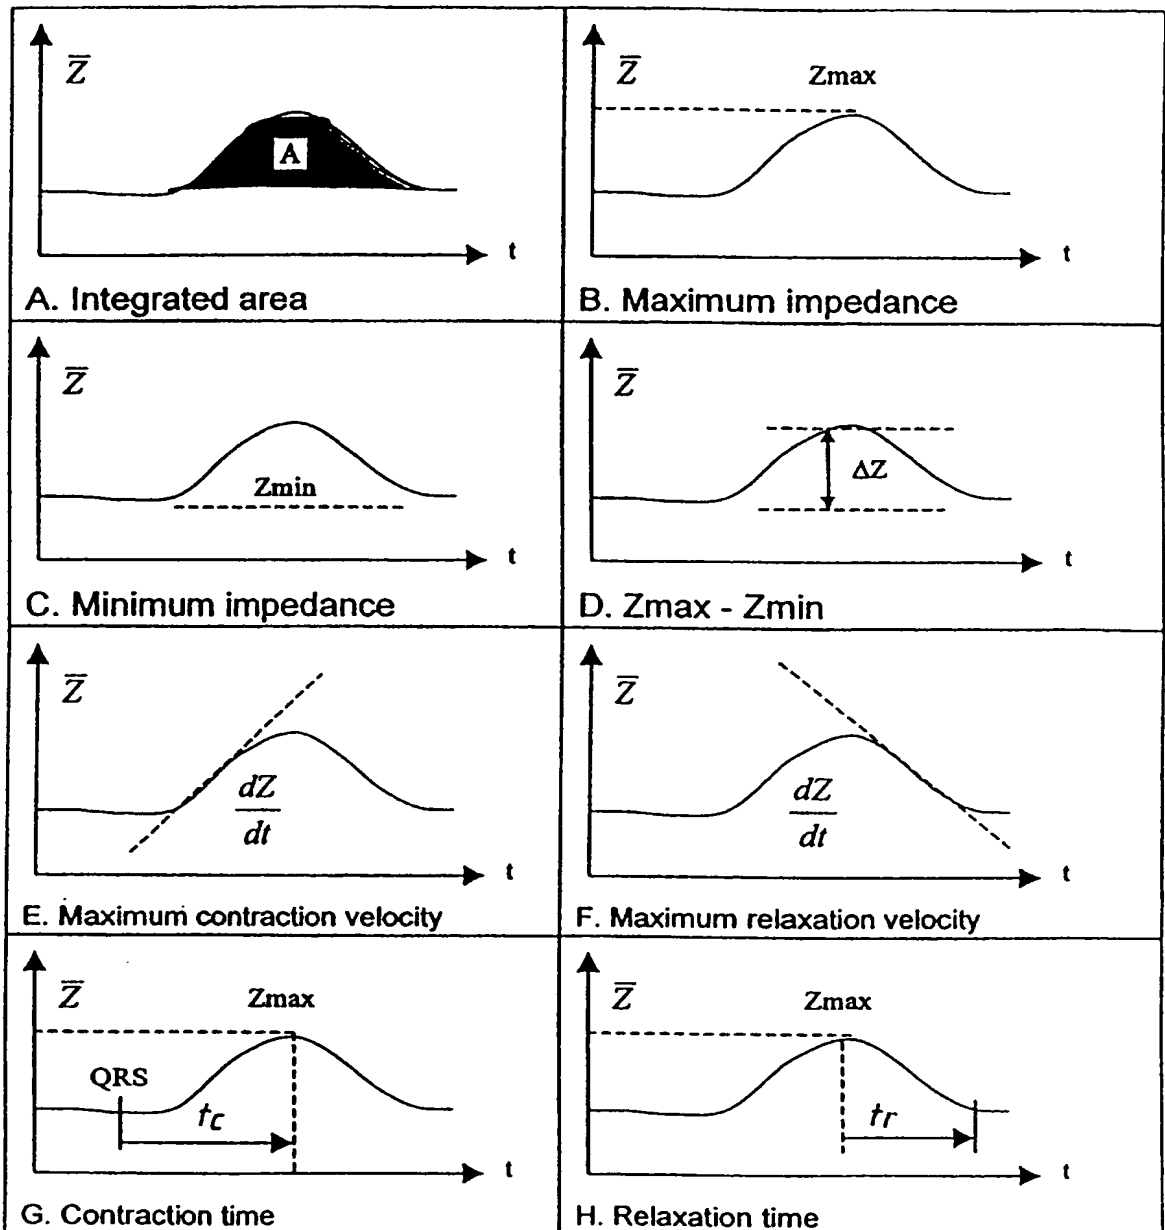 Z̅
A
t
A. Integrated area
Z̅
Zmax
t
B. Maximum impedance
Z̅
Zmin
t
C. Minimum impedance
Z̅
ΔZ
t
D. Zmax - Zmin
Z̅
dZ
dt
t
E. Maximum contraction velocity
Z̅
dZ
dt
t
F. Maximum relaxation velocity
Z̅
Zmax
QRS
tc
t
G. Contraction time
Z̅
Zmax
tr
t
H. Relaxation time